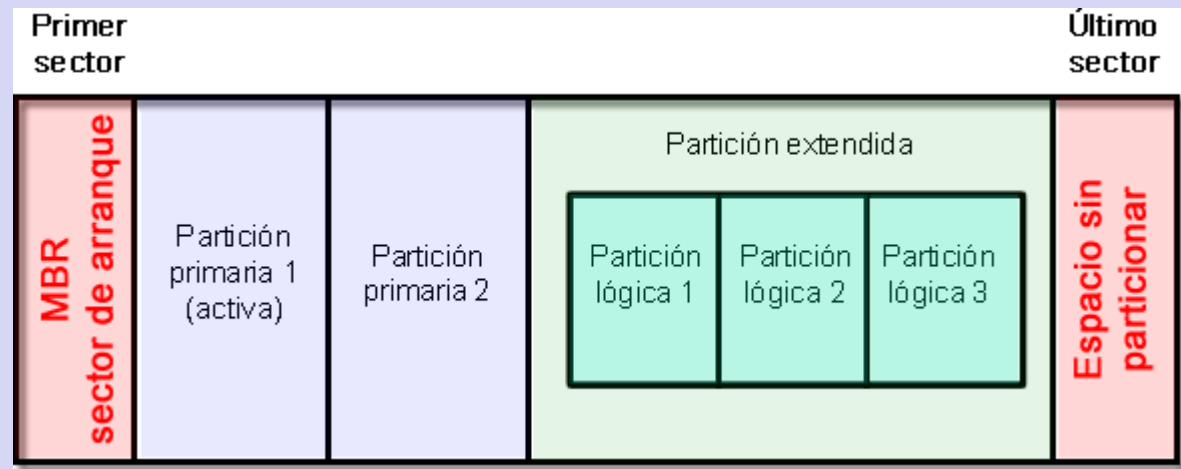 Primer
sector
Último
sector
MBR
sector de arranque
Partición
primaria 1
(activa)
Partición
primaria 2
Partición extendida
Partición
lógica 1
Partición
lógica 2
Partición
lógica 3
Espacio sin
particionar